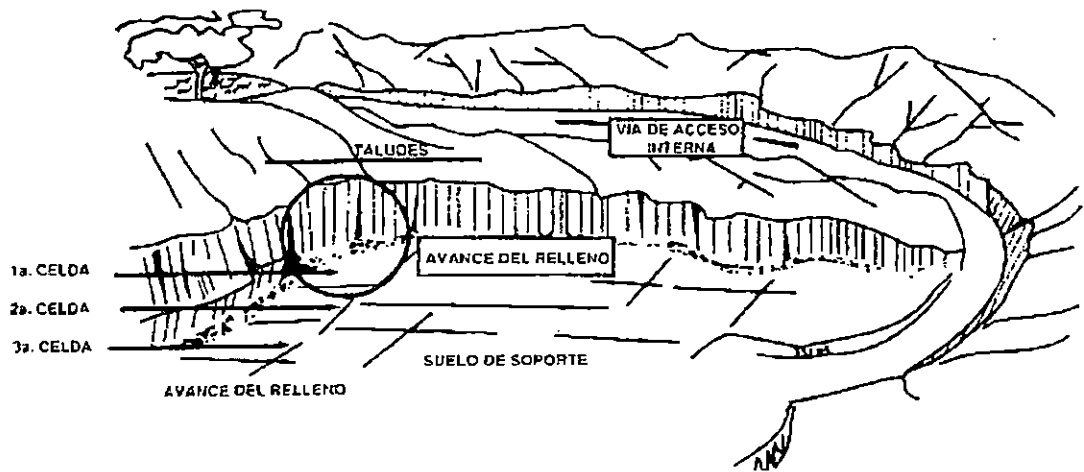 VIA DE ACCESO
INTERNA
TALUDES
AVANCE DEL RELLENO
1a. CELDA
2a. CELDA
3a. CELDA
SUELO DE SOPORTE
AVANCE DEL RELLENO